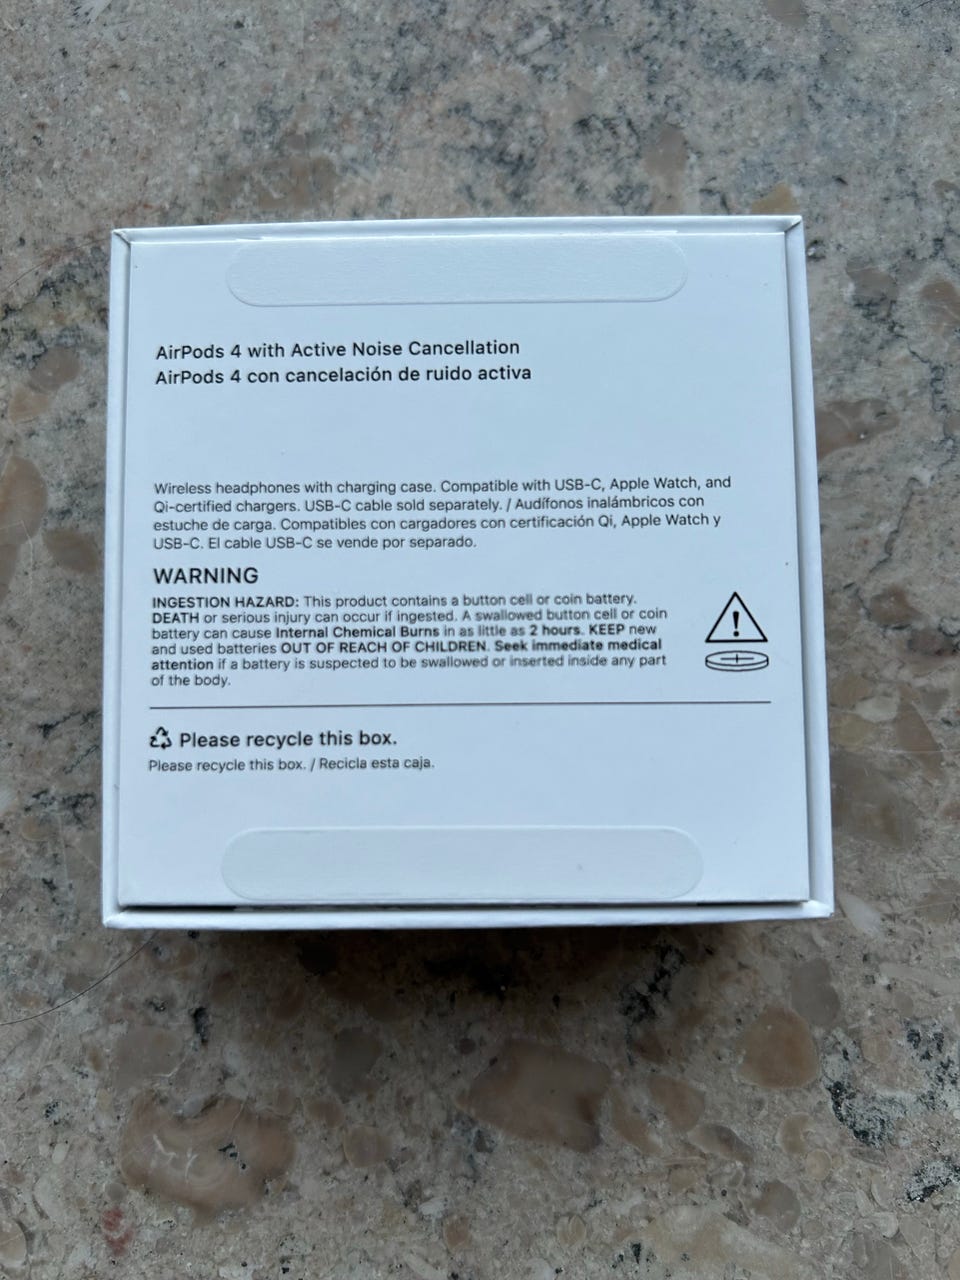 AirPods 4 with Active Noise Cancellation
AirPods 4 con cancelación de ruido activa
Wireless headphones with charging case. Compatible with USB-C, Apple Watch, and
Qi-certified chargers. USB-C cable sold separately. / Audífonos inalámbricos con
estuche de carga. Compatibles con cargadores con certificación Qi, Apple Watch y
USB-C. El cable USB-C se vende por separado.
WARNING
INGESTION HAZARD: This product contains a button cell or coin battery.
DEATH or serious injury can occur if ingested. A swallowed button cell or coin
battery can cause Internal Chemical Burns in as little as 2 hours. KEEP new
and used batteries OUT OF REACH OF CHILDREN. Seek immediate medical
attention if a battery is suspected to be swallowed or inserted inside any part
of the body.
Please recycle this box.
Please recycle this box. / Recicla esta caja.